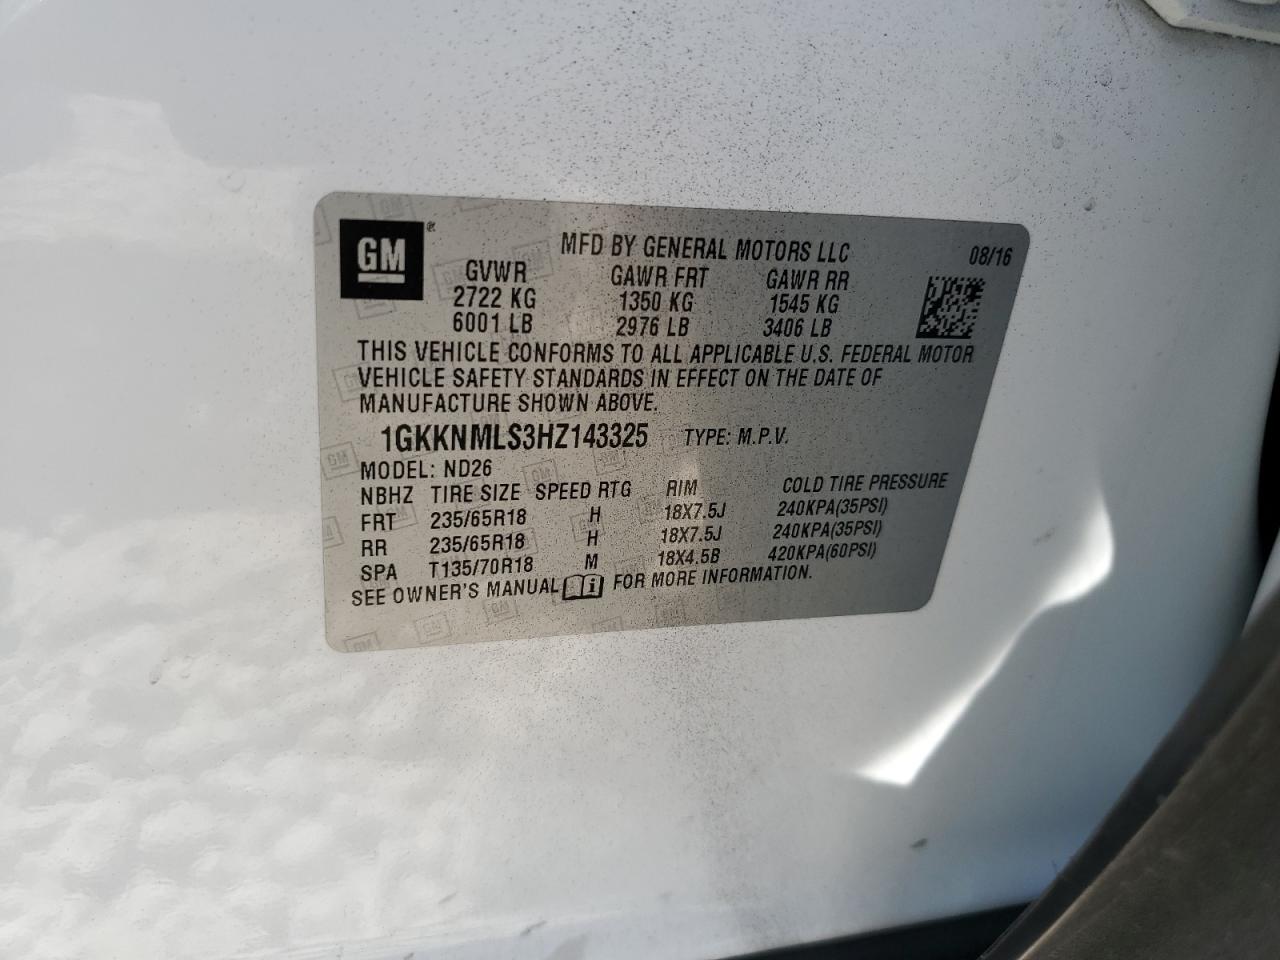 GM ® MFD BY GENERAL MOTORS LLC 08/16
GVWR GAWR FRT GAWR RR
2722 KG 1350 KG 1545 KG
6001 LB 2976 LB 3406 LB
THIS VEHICLE CONFORMS TO ALL APPLICABLE U.S. FEDERAL MOTOR
VEHICLE SAFETY STANDARDS IN EFFECT ON THE DATE OF
MANUFACTURE SHOWN ABOVE.
1GKKNMLS3HZ143325 TYPE: M.P.V.
MODEL: ND26
NBHZ TIRE SIZE SPEED RTG RIM COLD TIRE PRESSURE
FRT 235/65R18 H 18X7.5J 240KPA(35PSI)
RR 235/65R18 H 18X7.5J 240KPA(35PSI)
SPA T135/70R18 M 18X4.5B 420KPA(60PSI)
SEE OWNER'S MANUAL i FOR MORE INFORMATION.